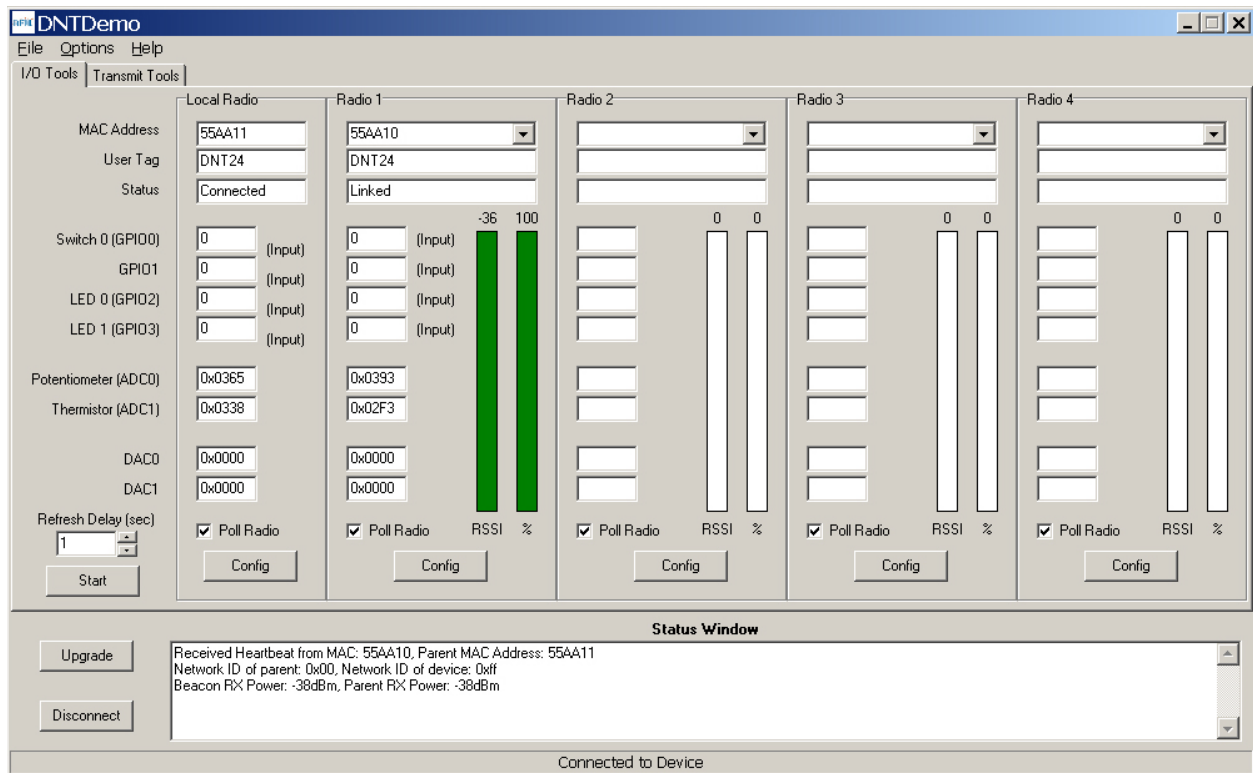 DNTDemo
File Options Help
I/O Tools Transmit Tools
Local Radio Radio 1 Radio 2 Radio 3 Radio 4
MAC Address 55AA11 55AA10
User Tag DNT24 DNT24
Status Connected Linked
-36 100 0 0 0 0 0 0
Switch 0 (GPIO0) 0 (Input) 0 (Input)
GPIO1 0 (Input) 0 (Input)
LED 0 (GPIO2) 0 (Input) 0 (Input)
LED 1 (GPIO3) 0 (Input) 0 (Input)
Potentiometer (ADC0) 0x0365 0x0393
Thermistor (ADC1) 0x0338 0x02F3
DAC0 0x0000 0x0000
DAC1 0x0000 0x0000
Refresh Delay (sec)
1
Poll Radio Poll Radio RSSI % Poll Radio RSSI % Poll Radio RSSI % Poll Radio RSSI %
Start Config Config Config Config Config
Status Window
Upgrade
Received Heartbeat from MAC: 55AA10, Parent MAC Address: 55AA11
Network ID of parent: 0x00, Network ID of device: 0xff
Beacon RX Power: -38dBm, Parent RX Power: -38dBm
Disconnect
Connected to Device